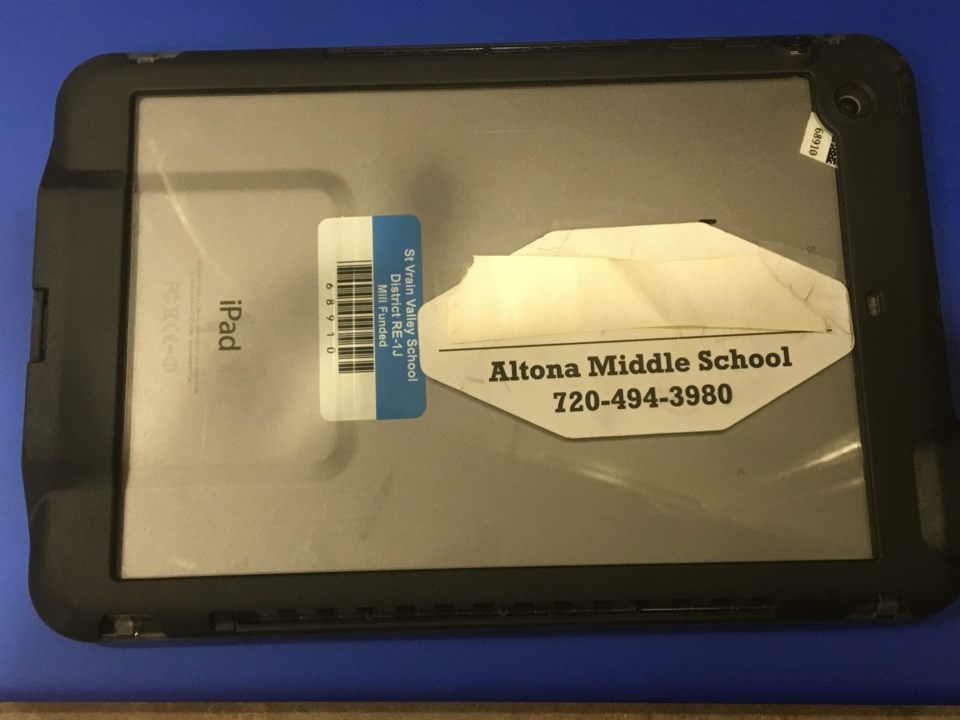 68910
St Vrain Valley School
District RE-1J
Mill Funded
68910
iPad
Altona Middle School
720-494-3980